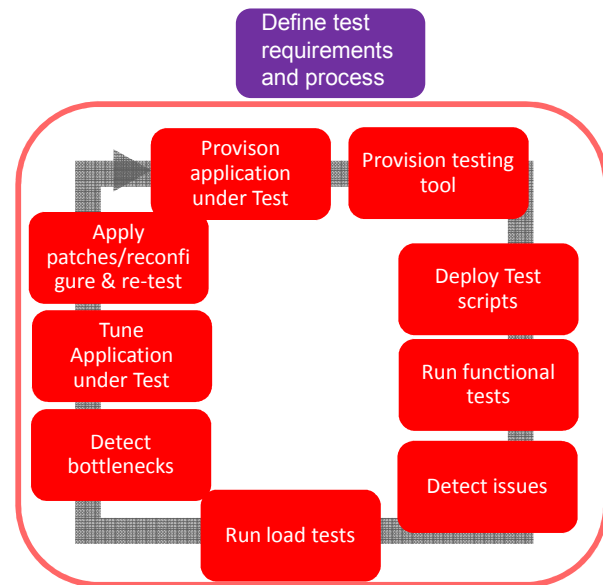 Define test
requirements
and process
Provison
application
under Test
Provision testing
tool
Apply
patches/reconfi
gure & re-test
Deploy Test
scripts
Tune
Application
under Test
Run functional
tests
Detect
bottlenecks
Detect issues
Run load tests